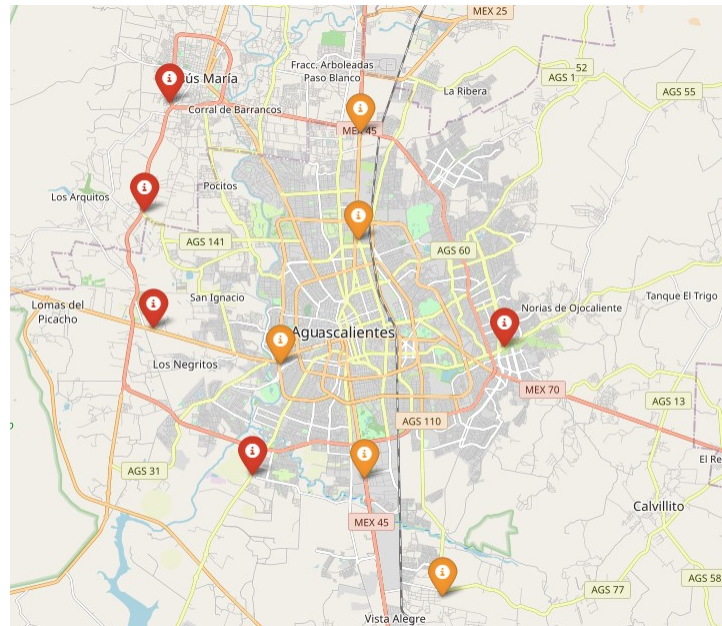 MEX 25
Fracc. Arboleadas
Paso Blanco
52
AGS 1
ús María
La Ribera
AGS 55
Corral de Barrancos
MEX 45
Pocitos
Los Arquitos
AGS 141
AGS 60
San Ignacio
Tanque El Trigo
Lomas del
Picacho
Norias de Ojocaliente
Aguascalientes
Los Negritos
MEX 70
AGS 13
AGS 110
El Re
AGS 31
Calvillito
MEX 45
AGS 77
AGS 58
Vista Alegre